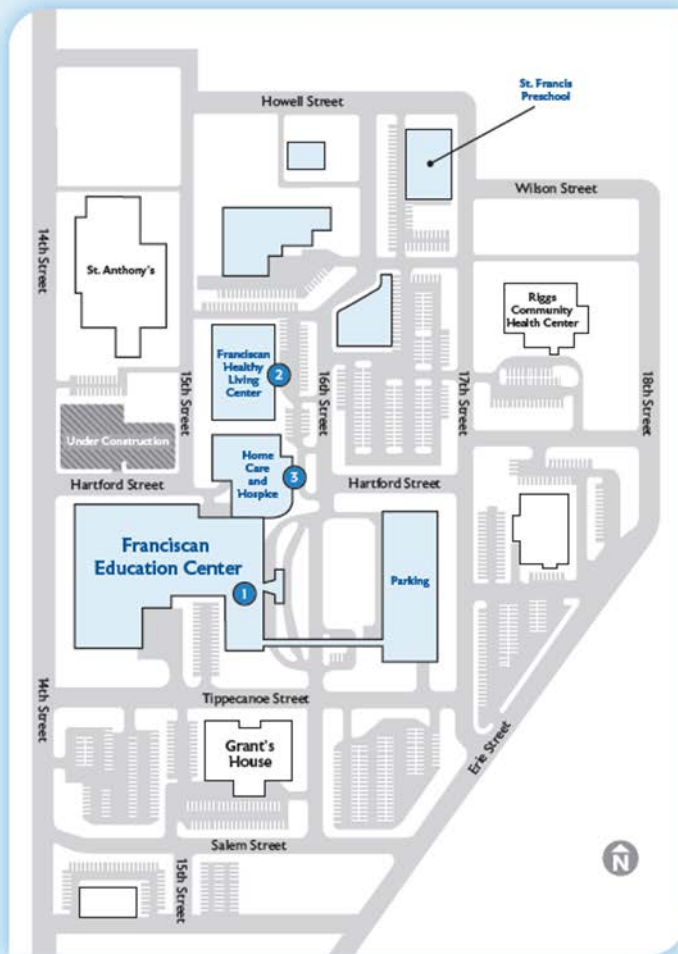 Howell Street
St. Francis
Preschool
Wilson Street
14th Street
St. Anthony's
Riggs
Community
Health Center
Franciscan
Healthy
Living
Center
2
15th Street
16th Street
17th Street
18th Street
Under Construction
Home
Care
and
Hospice
3
Hartford Street
Hartford Street
Franciscan
Education Center
1
Parking
14th Street
Tippecanoe Street
Grant's
House
Erie Street
Salem Street
15th Street
N